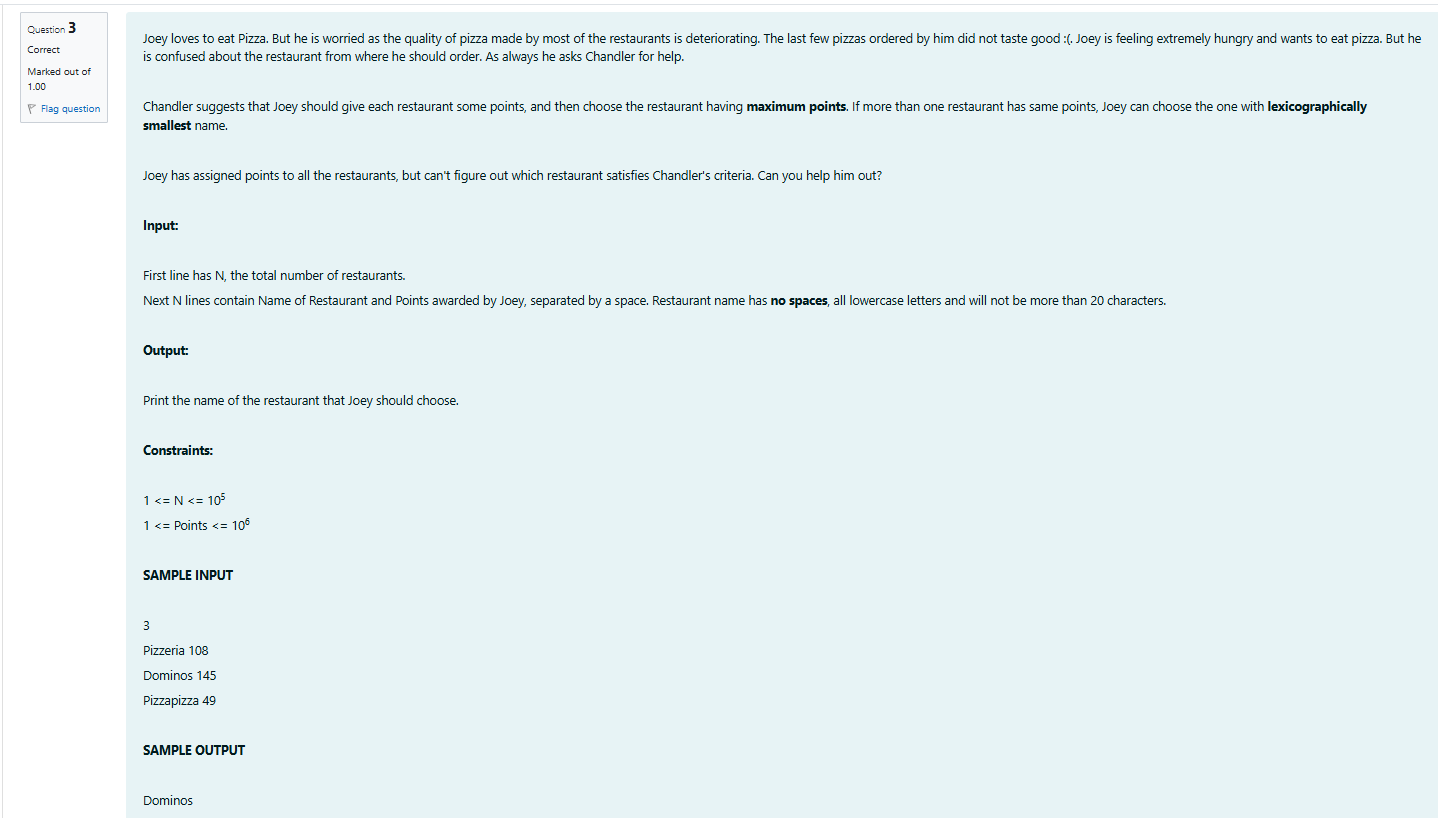 Question 3
Correct
Marked out of
1.00
Flag question
Joey loves to eat Pizza. But he is worried as the quality of pizza made by most of the restaurants is deteriorating. The last few pizzas ordered by him did not taste good :(. Joey is feeling extremely hungry and wants to eat pizza. But he
is confused about the restaurant from where he should order. As always he asks Chandler for help.
Chandler suggests that Joey should give each restaurant some points, and then choose the restaurant having maximum points. If more than one restaurant has same points, Joey can choose the one with lexicographically
smallest name.
Joey has assigned points to all the restaurants, but can't figure out which restaurant satisfies Chandler's criteria. Can you help him out?
Input:
First line has N, the total number of restaurants.
Next N lines contain Name of Restaurant and Points awarded by Joey, separated by a space. Restaurant name has no spaces, all lowercase letters and will not be more than 20 characters.
Output:
Print the name of the restaurant that Joey should choose.
Constraints:
1 <= N <= 10⁵
1 <= Points <= 10⁶
SAMPLE INPUT
3
Pizzeria 108
Dominos 145
Pizzapizza 49
SAMPLE OUTPUT
Dominos